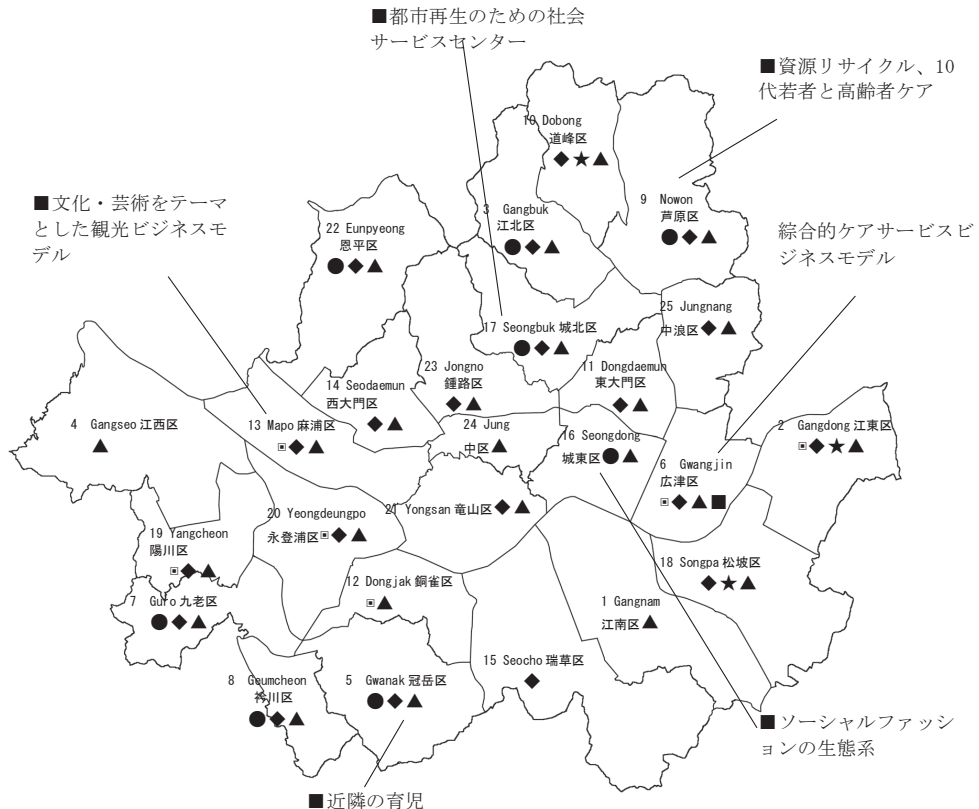 ■都市再生のための社会
サービスセンター
■資源リサイクル、10
代若者と高齢者ケア
10 Dobong
道峰区
◆★▲
■文化・芸術をテーマ
とした観光ビジネスモ
デル
9 Nowon
芦原区
●◆▲
3 Gangbuk
江北区
●◆▲
22 Eunpyeong
恩平区
●◆▲
綜合的ケアサービスビ
ジネスモデル
25 Jungnang
中浪区◆▲
17 Seongbuk 城北区
●◆▲
23 Jongno
鍾路区
◆▲
11 Dongdaemun
東大門区
◆▲
14 Seodaemun
西大門区
◆▲
4 Gangseo 江西区
▲
13 Mapo 麻浦区
▣◆▲
24 Jung
中区▲
16 Seongdong
城東区●▲
2 Gangdong 江東区
▣◆★▲
6 Gwangjin
広津区
▣◆▲■
20 Yeongdeungpo
永登浦区▣◆▲
21 Yongsan 竜山区◆▲
19 Yangcheon
陽川区
▣◆▲
18 Songpa 松坡区
◆★▲
12 Dongjak 銅雀区
▣▲
7 Guro 九老区
●◆▲
1 Gangnam
江南区▲
15 Seocho 瑞草区
◆
8 Geumcheon
衿川区
●◆▲
5 Gwanak 冠岳区
●◆▲
■ソーシャルファッシ
ョンの生態系
■近隣の育児